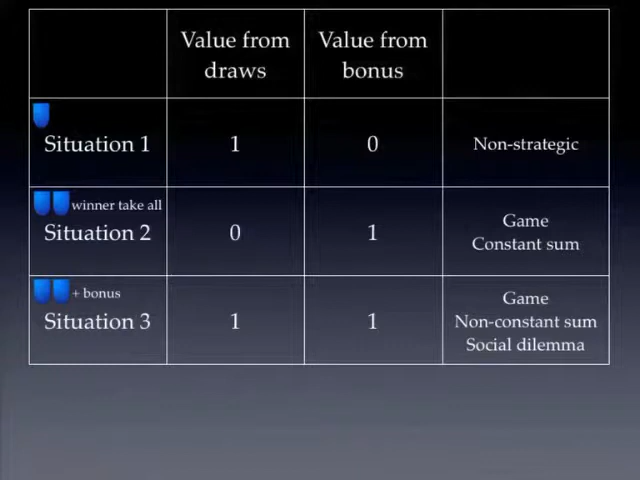 Value from draws
Value from bonus
Situation 1
1
0
Non-strategic
winner take all
Situation 2
0
1
Game
Constant sum
+ bonus
Situation 3
1
1
Game
Non-constant sum
Social dilemma